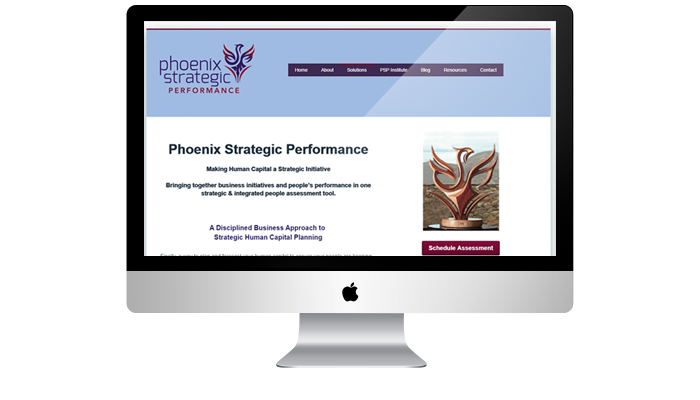 phoenix
strategic
PERFORMANCE
Home About Solutions PSP Institute Blog Resources Contact
Phoenix Strategic Performance
Making Human Capital a Strategic Initiative
Bringing together business initiatives and people's performance in one
strategic & integrated people assessment tool.
Schedule Assessment
A Disciplined Business Approach to
Strategic Human Capital Planning